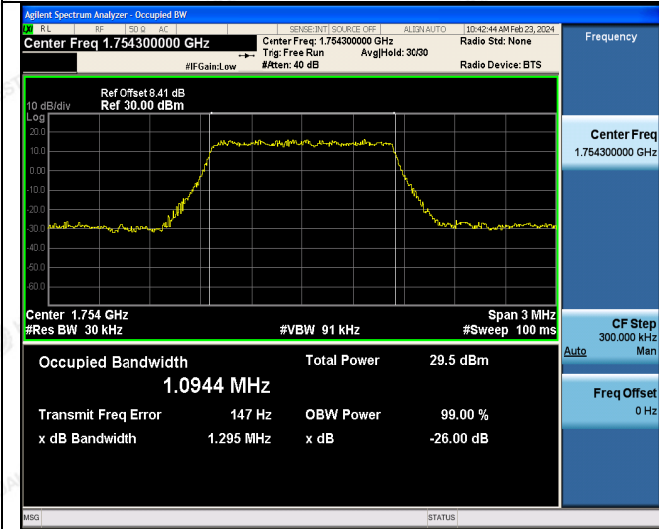 Agilent Spectrum Analyzer - Occupied BW
RL RF 50 Ω AC SENSE:INT SOURCE OFF ALIGN AUTO 10:42:44 AM Feb 23, 2024
Center Freq 1.754300000 GHz
Center Freq: 1.754300000 GHz
Radio Std: None
Trig: Free Run Avg|Hold: 30/30
#IFGain:Low
#Atten: 40 dB
Radio Device: BTS
Ref Offset 8.41 dB
10 dB/div Ref 30.00 dBm
Log
20.0
10.0
0.00
-10.0
-20.0
-30.0
-40.0
-50.0
-60.0
Center 1.754 GHz Span 3 MHz
#Res BW 30 kHz #VBW 91 kHz #Sweep 100 ms
Occupied Bandwidth Total Power 29.5 dBm
1.0944 MHz
Transmit Freq Error 147 Hz OBW Power 99.00 %
x dB Bandwidth 1.295 MHz x dB -26.00 dB
Frequency
Center Freq
1.754300000 GHz
CF Step
300.000 kHz
Auto Man
Freq Offset
0 Hz
MSG STATUS